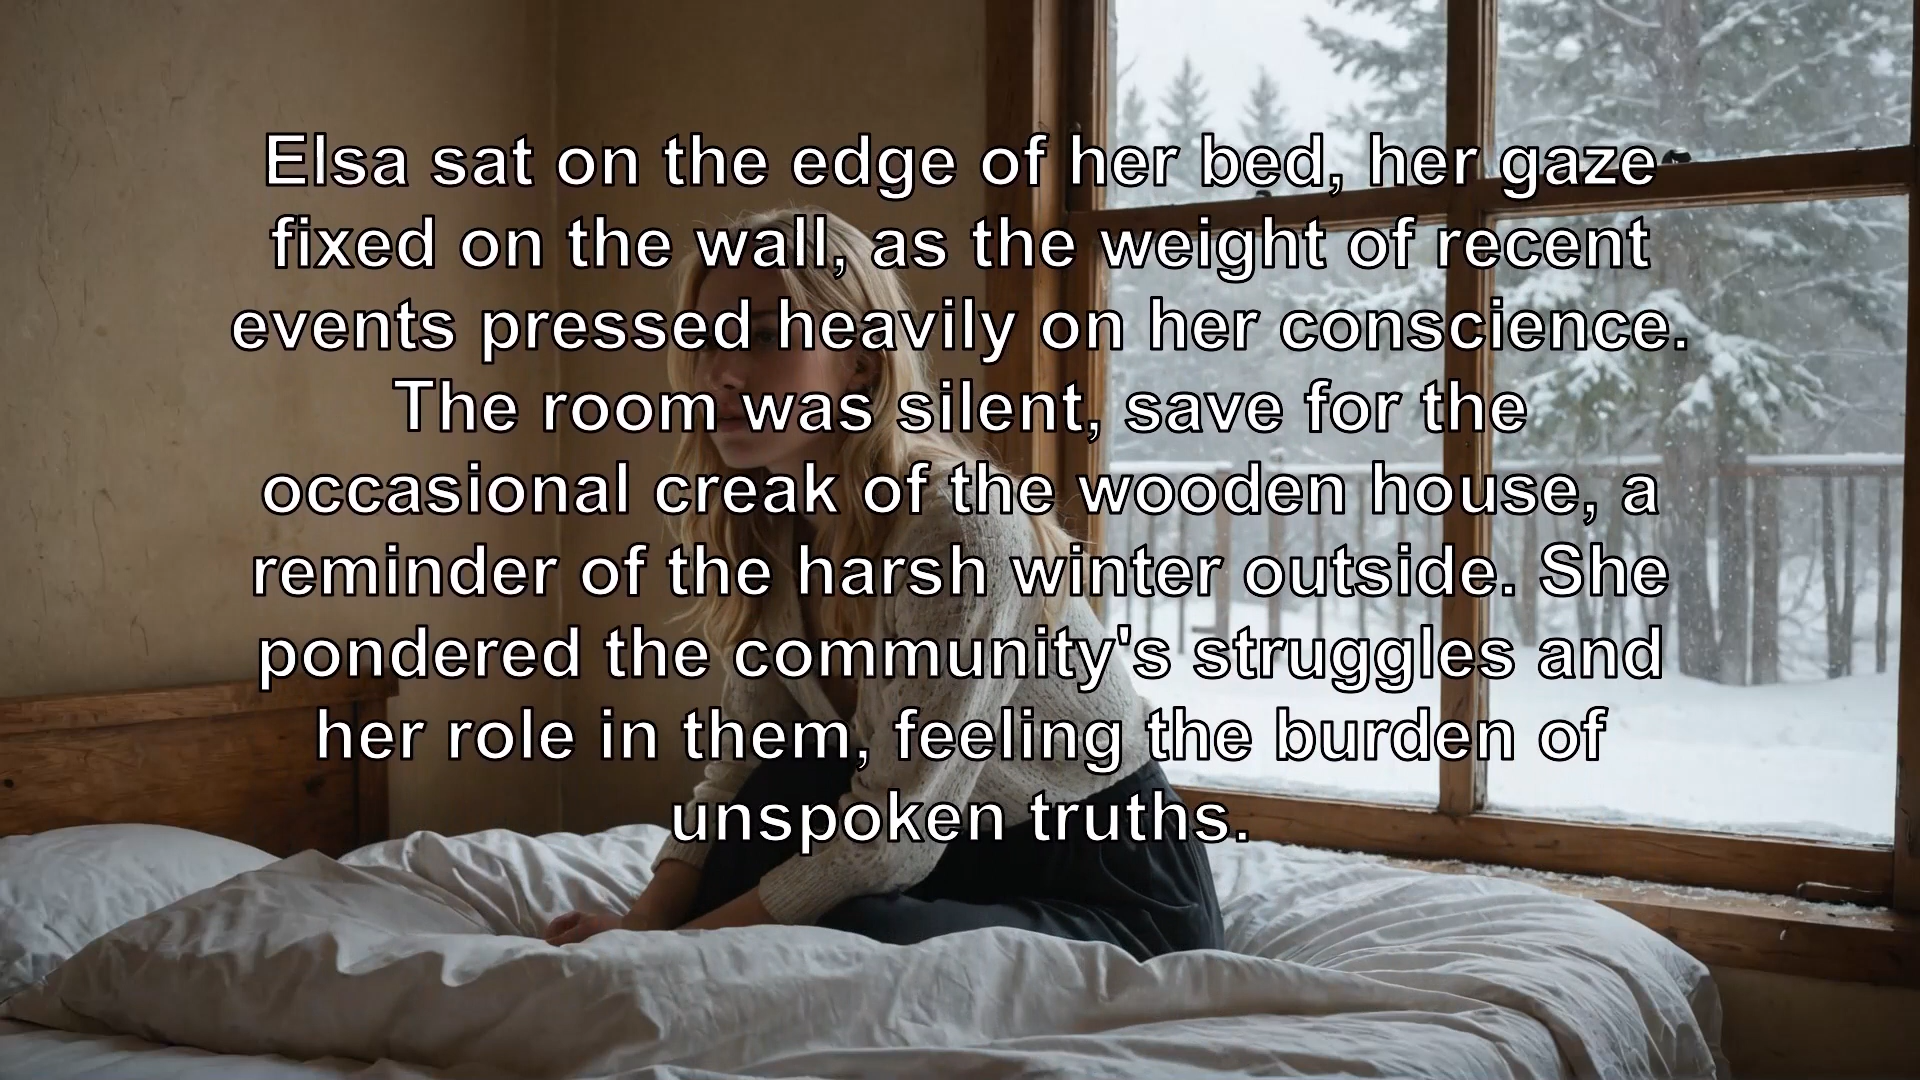 Elsa sat on the edge of her bed, her gaze
fixed on the wall, as the weight of recent
events pressed heavily on her conscience.
The room was silent, save for the
occasional creak of the wooden house, a
reminder of the harsh winter outside. She
pondered the community's struggles and
her role in them, feeling the burden of
unspoken truths.